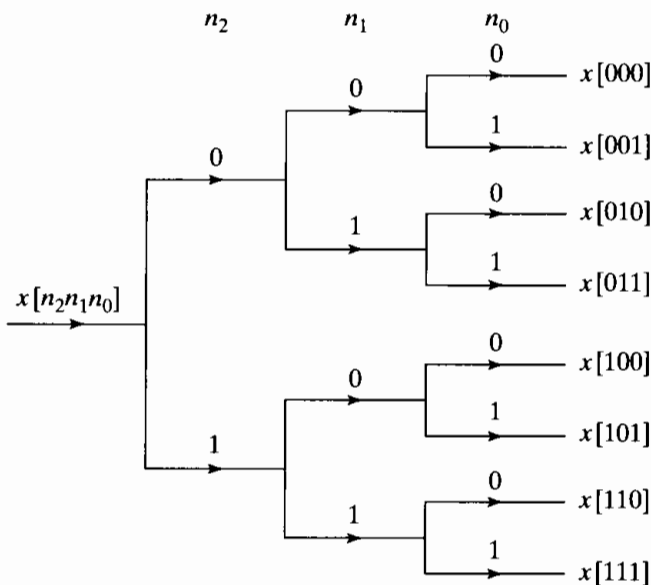 n₂ n₁ n₀
0
0 x[000]
1
x[001]
0
0
x[010]
1
1
x[011]
x[n₂n₁n₀]
0
x[100]
0
1
x[101]
1
0
x[110]
1
1
x[111]